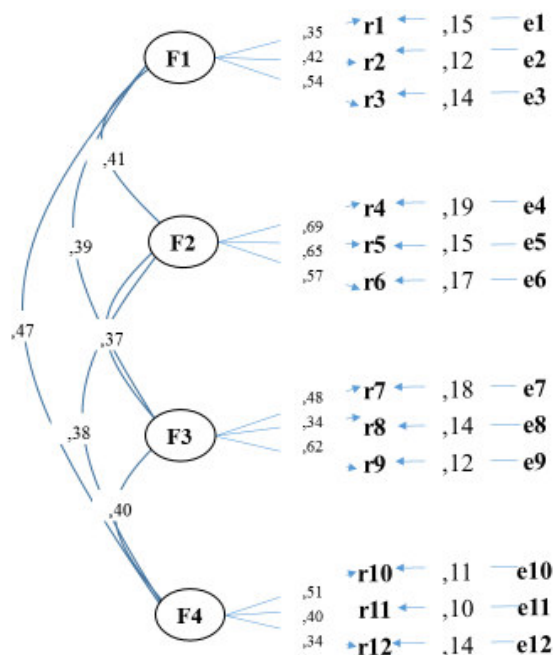 ,35 r1 ,15 e1
F1 ,42 r2 ,12 e2
,54 r3 ,14 e3
,41
,69 r4 ,19 e4
F2 ,65 r5 ,15 e5
,39
,57 r6 ,17 e6
,47 ,37
,48 r7 ,18 e7
F3 ,34 r8 ,14 e8
,38
,62 r9 ,12 e9
,40
,51 r10 ,11 e10
F4 ,40 r11 ,10 e11
,34 r12 ,14 e12